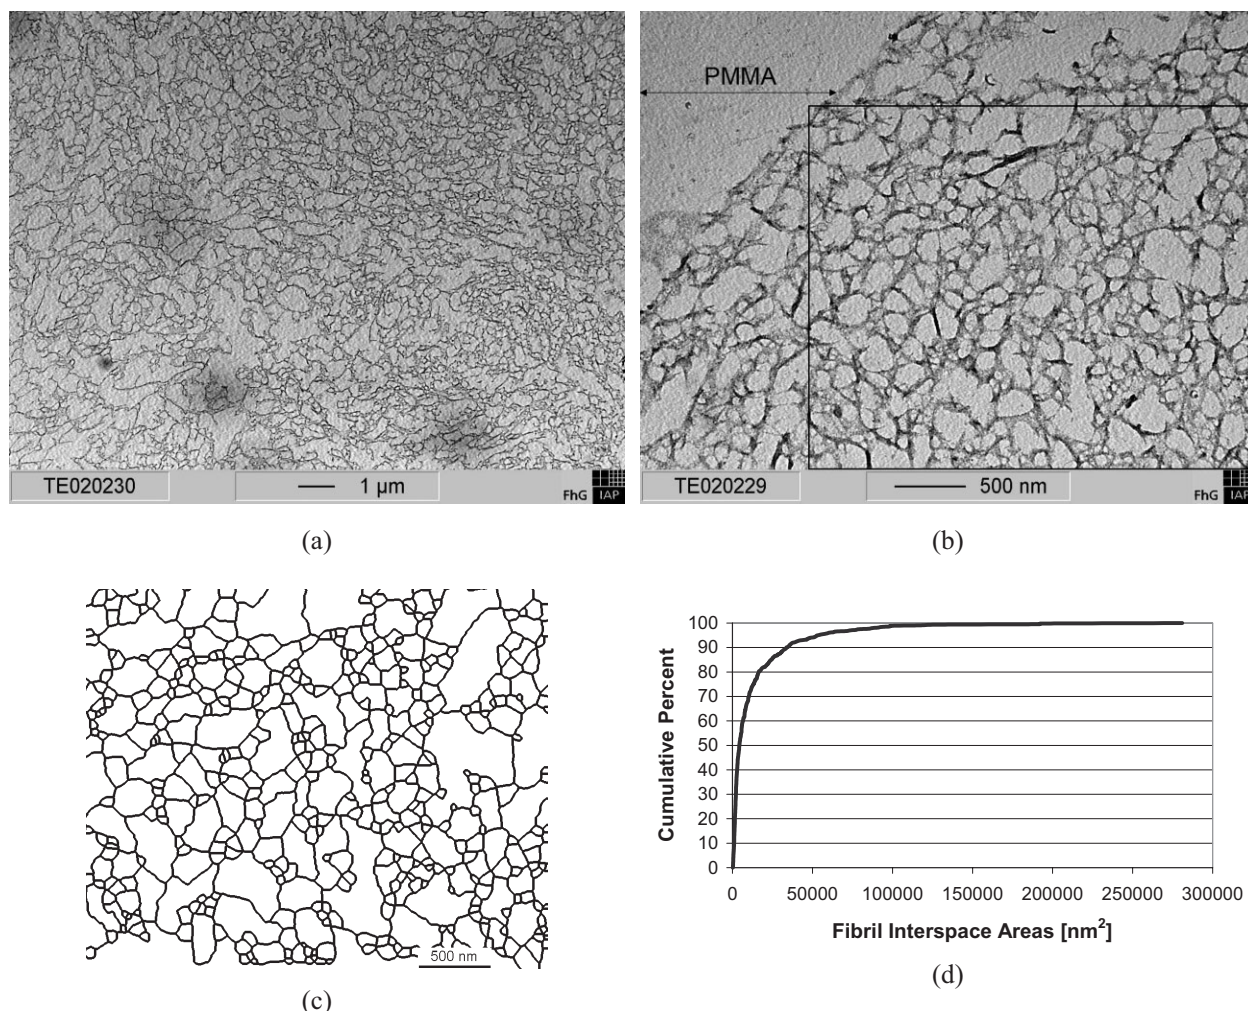 PMMA
TE020230
1 µm
FhG
IAP
TE020229
500 nm
FhG
IAP
(a)
(b)
500 nm
(c)
Cumulative Percent
100
90
80
70
60
50
40
30
20
10
0
0 50000 100000 150000 200000 250000 300000
Fibril Interspace Areas [nm²]
(d)